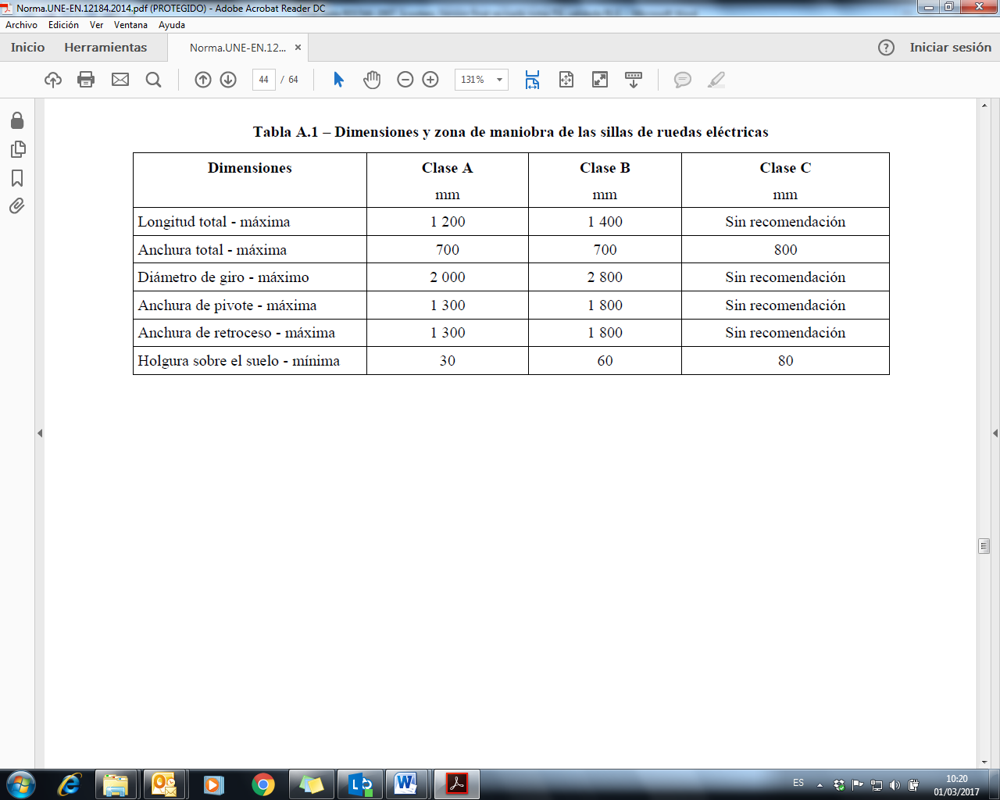 Norma.UNE-EN.12184.2014.pdf (PROTEGIDO) - Adobe Acrobat Reader DC
Archivo Edición Ver Ventana Ayuda
Inicio Herramientas Norma.UNE-EN.12... × ? Iniciar sesión
44 / 64 131%
Tabla A.1 – Dimensiones y zona de maniobra de las sillas de ruedas eléctricas
Dimensiones Clase A Clase B Clase C
mm mm mm
Longitud total - máxima 1 200 1 400 Sin recomendación
Anchura total - máxima 700 700 800
Diámetro de giro - máximo 2 000 2 800 Sin recomendación
Anchura de pivote - máxima 1 300 1 800 Sin recomendación
Anchura de retroceso - máxima 1 300 1 800 Sin recomendación
Holgura sobre el suelo - mínima 30 60 80
ES 10:20
01/03/2017